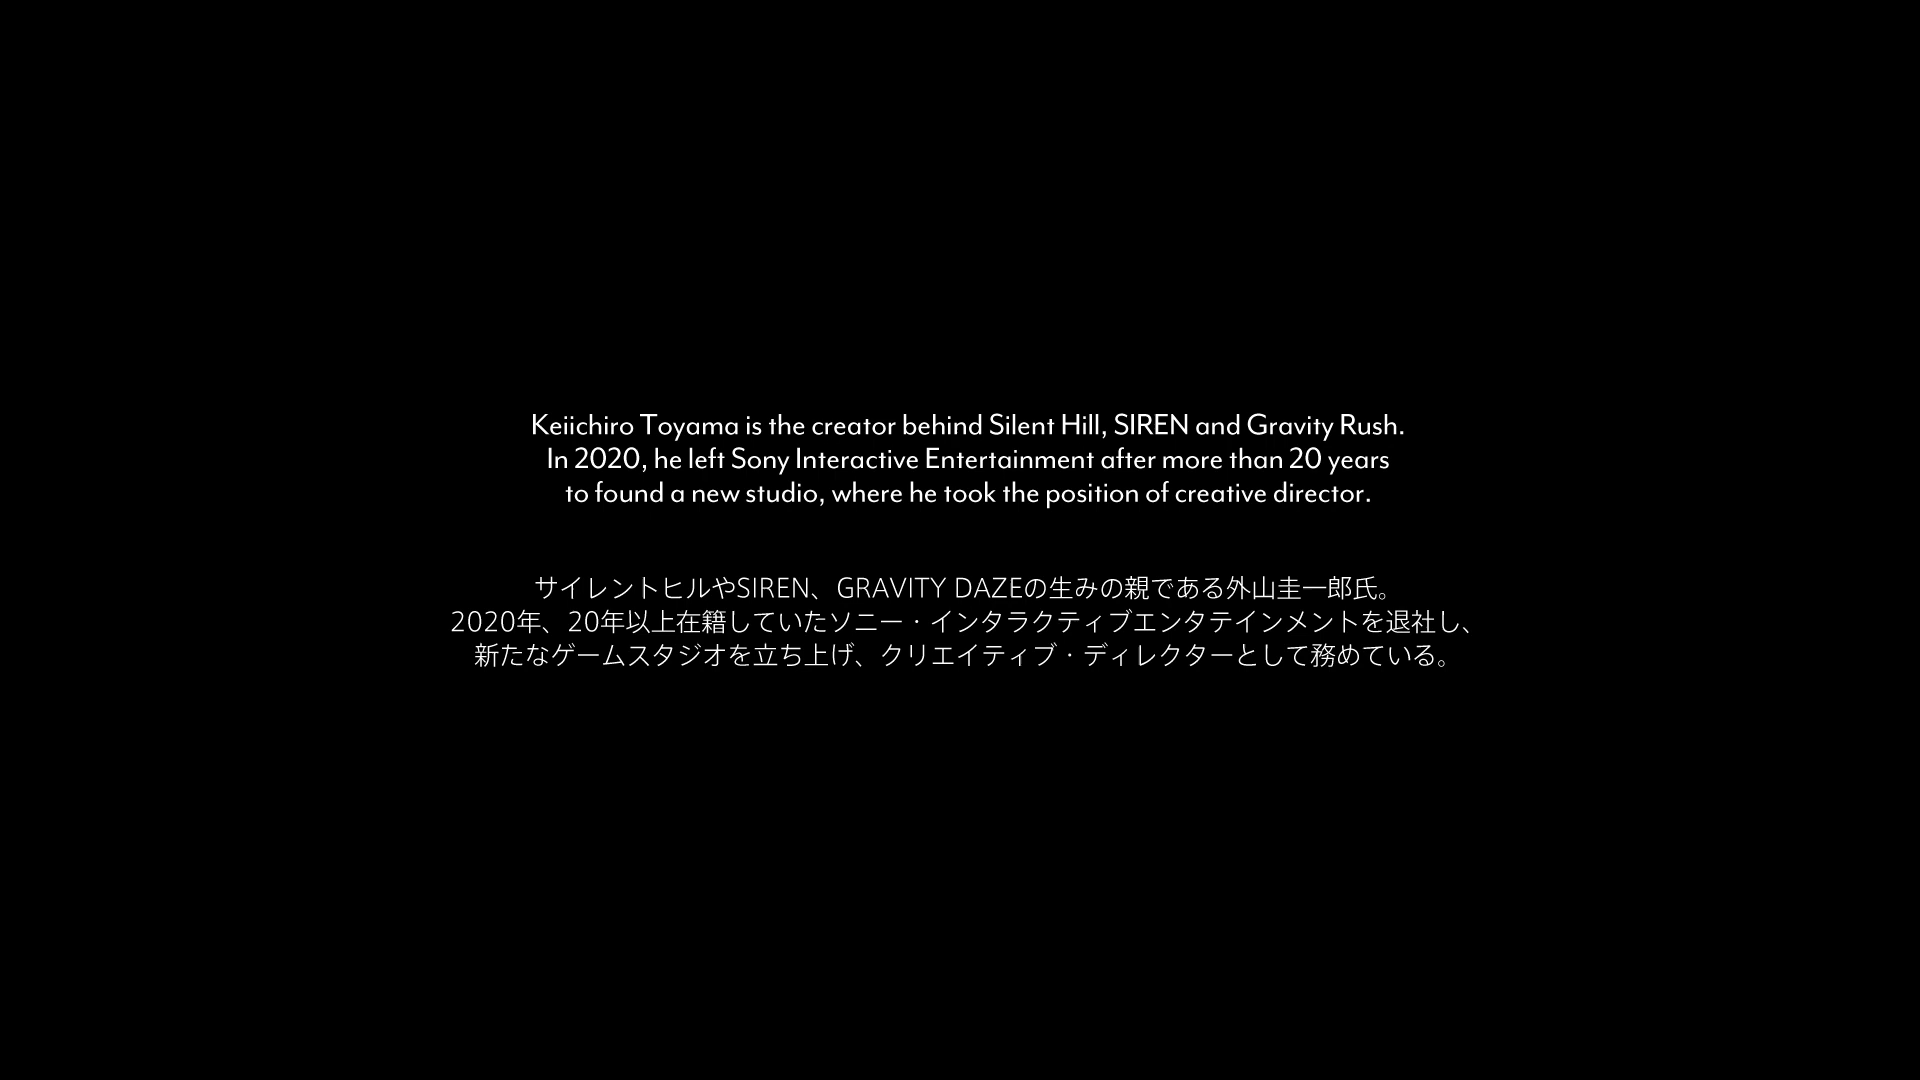 Keiichiro Toyama is the creator behind Silent Hill, SIREN and Gravity Rush.
In 2020, he left Sony Interactive Entertainment after more than 20 years
to found a new studio, where he took the position of creative director.
サイレントヒルやSIREN、GRAVITY DAZEの生みの親である外山圭一郎氏。
2020年、20年以上在籍していたソニー・インタラクティブエンタテインメントを退社し、
新たなゲームスタジオを立ち上げ、クリエイティブ・ディレクターとして務めている。